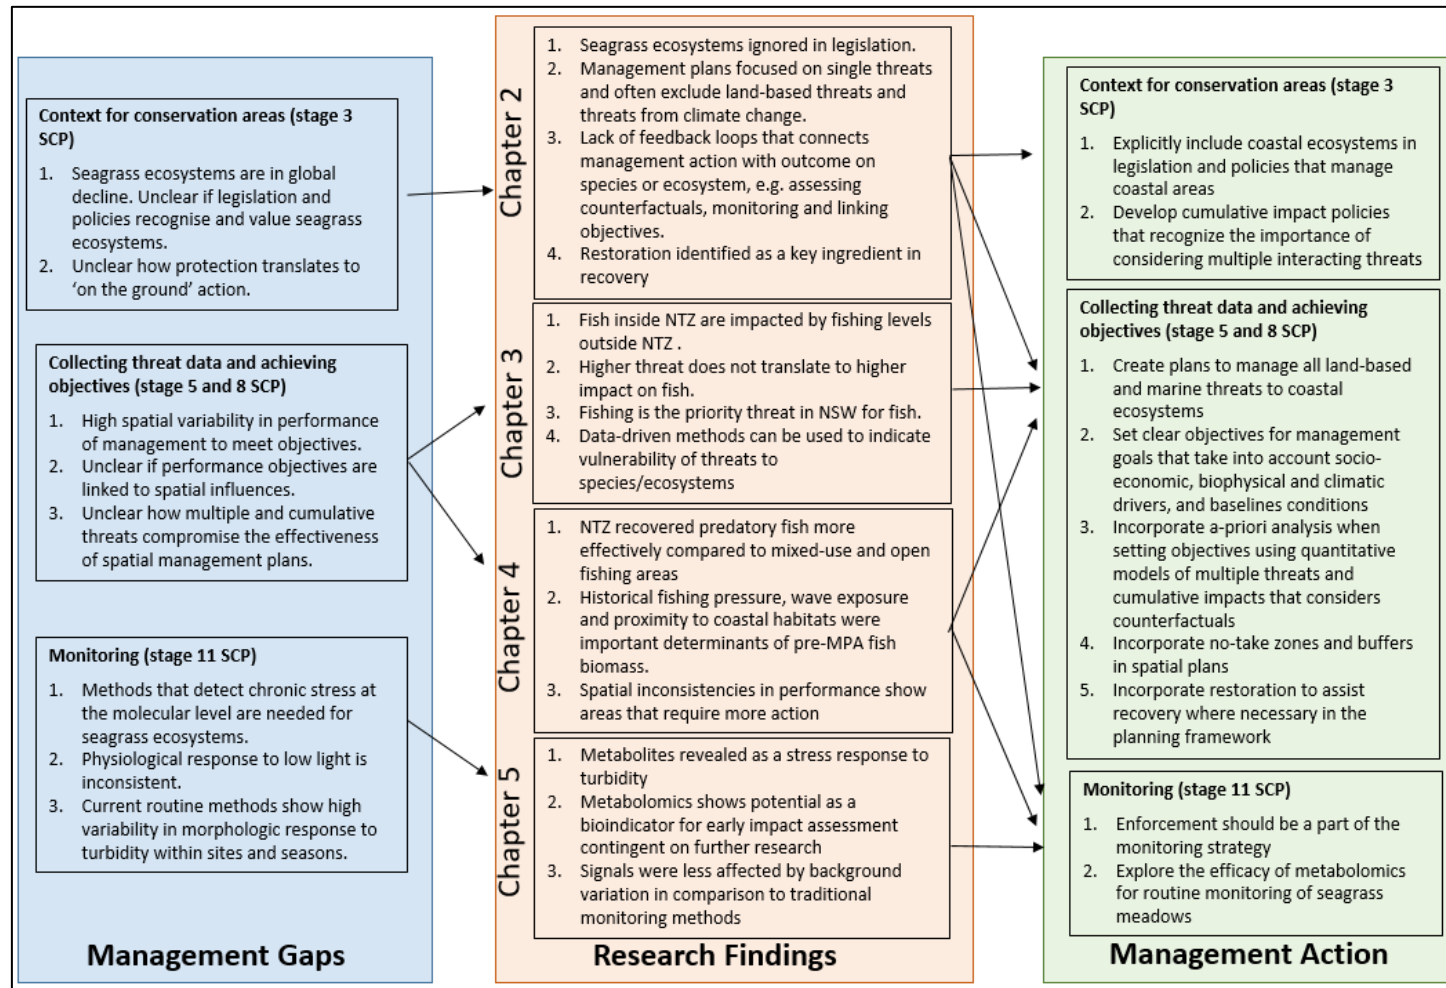 Context for conservation areas (stage 3
SCP)
1. Seagrass ecosystems are in global
decline. Unclear if legislation and
policies recognise and value seagrass
ecosystems.
2. Unclear how protection translates to
‘on the ground’ action.
Collecting threat data and achieving
objectives (stage 5 and 8 SCP)
1. High spatial variability in performance
of management to meet objectives.
2. Unclear if performance objectives are
linked to spatial influences.
3. Unclear how multiple and cumulative
threats compromise the effectiveness
of spatial management plans.
Monitoring (stage 11 SCP)
1. Methods that detect chronic stress at
the molecular level are needed for
seagrass ecosystems.
2. Physiological response to low light is
inconsistent.
3. Current routine methods show high
variability in morphologic response to
turbidity within sites and seasons.
Management Gaps
Chapter 2
1. Seagrass ecosystems ignored in legislation.
2. Management plans focused on single threats
and often exclude land-based threats and
threats from climate change.
3. Lack of feedback loops that connects
management action with outcome on
species or ecosystem, e.g. assessing
counterfactuals, monitoring and linking
objectives.
4. Restoration identified as a key ingredient in
recovery
Chapter 3
1. Fish inside NTZ are impacted by fishing levels
outside NTZ .
2. Higher threat does not translate to higher
impact on fish.
3. Fishing is the priority threat in NSW for fish.
4. Data-driven methods can be used to indicate
vulnerability of threats to
species/ecosystems
Chapter 4
1. NTZ recovered predatory fish more
effectively compared to mixed-use and open
fishing areas
2. Historical fishing pressure, wave exposure
and proximity to coastal habitats were
important determinants of pre-MPA fish
biomass.
3. Spatial inconsistencies in performance show
areas that require more action
Chapter 5
1. Metabolites revealed as a stress response to
turbidity
2. Metabolomics shows potential as a
bioindicator for early impact assessment
contingent on further research
3. Signals were less affected by background
variation in comparison to traditional
monitoring methods
Research Findings
Context for conservation areas (stage 3
SCP)
1. Explicitly include coastal ecosystems in
legislation and policies that manage
coastal areas
2. Develop cumulative impact policies
that recognize the importance of
considering multiple interacting threats
Collecting threat data and achieving
objectives (stage 5 and 8 SCP)
1. Create plans to manage all land-based
and marine threats to coastal
ecosystems
2. Set clear objectives for management
goals that take into account socio-
economic, biophysical and climatic
drivers, and baselines conditions
3. Incorporate a-priori analysis when
setting objectives using quantitative
models of multiple threats and
cumulative impacts that considers
counterfactuals
4. Incorporate no-take zones and buffers
in spatial plans
5. Incorporate restoration to assist
recovery where necessary in the
planning framework
Monitoring (stage 11 SCP)
1. Enforcement should be a part of the
monitoring strategy
2. Explore the efficacy of metabolomics
for routine monitoring of seagrass
meadows
Management Action